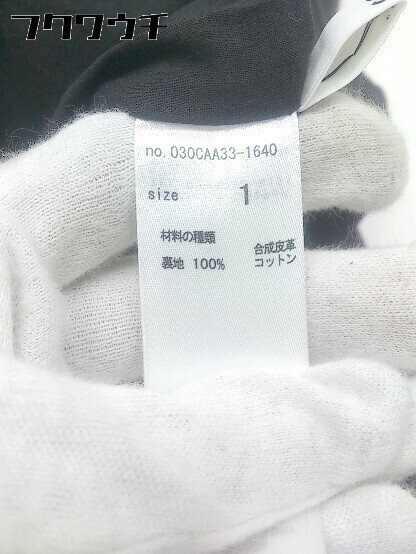 フクウクチ
no. 030CAA33-1640
size 1
材料の種類 合成皮革
裏地 100% コットン